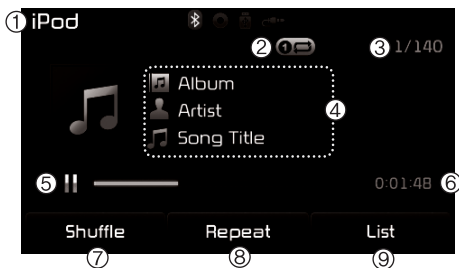 ① iPod
② ① ③ 1/140
Album
Artist ④
Song Title
⑤ 0:01:48 ⑥
Shuffle Repeat List
⑦ ⑧ ⑨